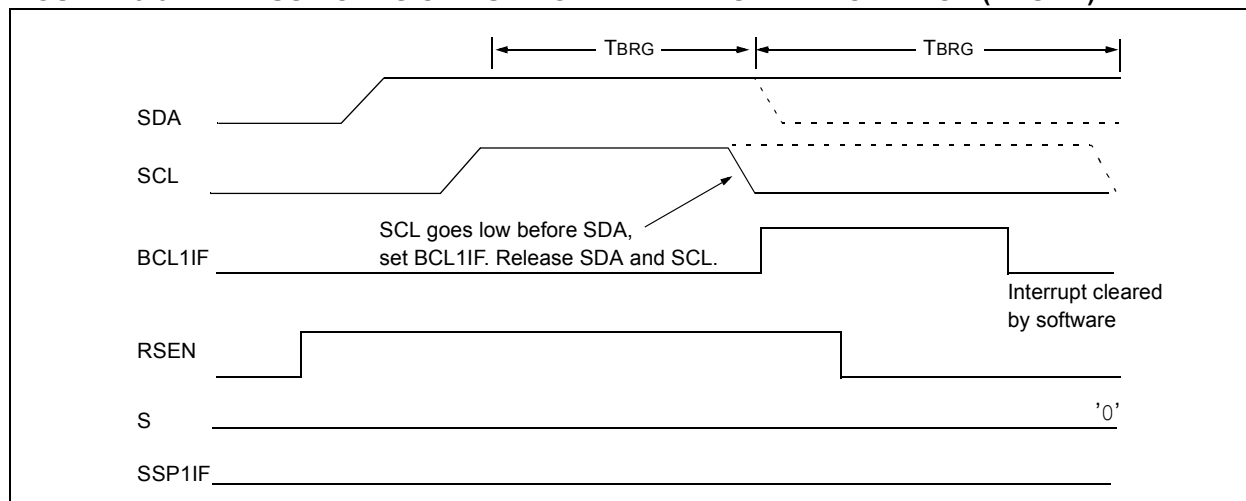 TBRG TBRG
SDA
SCL
SCL goes low before SDA,
set BCL1IF. Release SDA and SCL.
BCL1IF
Interrupt cleared
by software
RSEN
S
'0'
SSP1IF